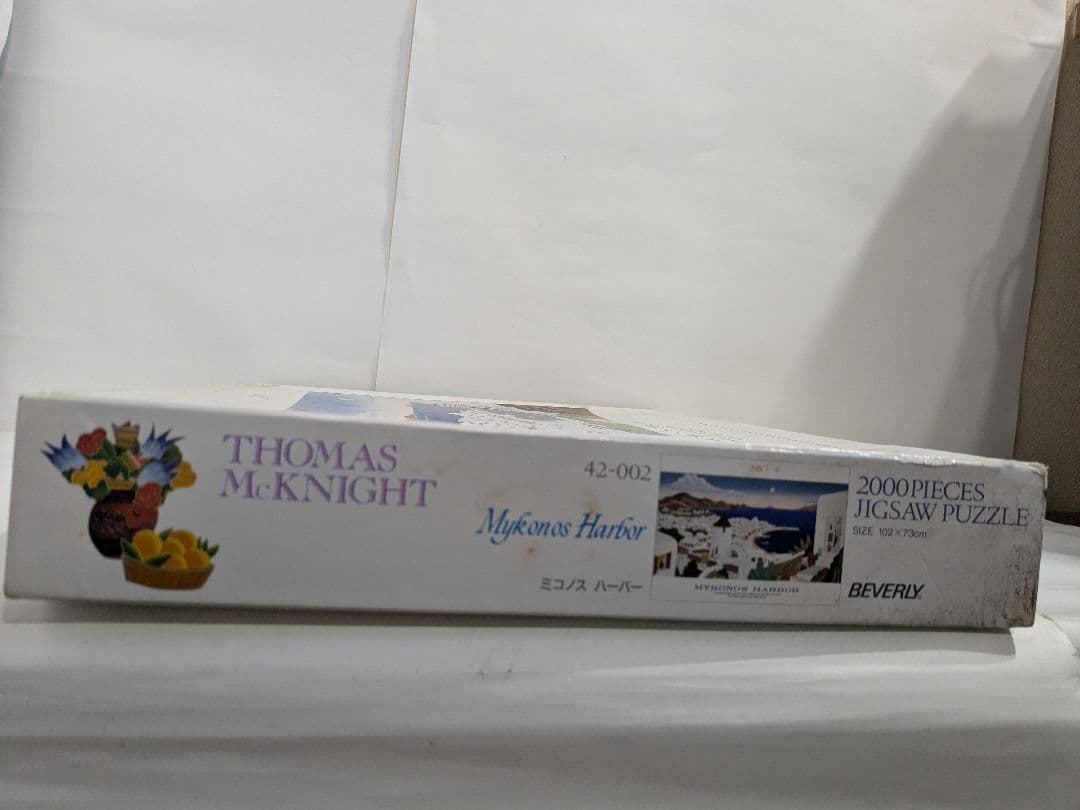 THOMAS
McKNIGHT
42-002
Mykonos Harbor
ミコノス ハーバー
MYKONOS HARBOR
2000PIECES
JIGSAW PUZZLE
SIZE 102×73cm
BEVERLY